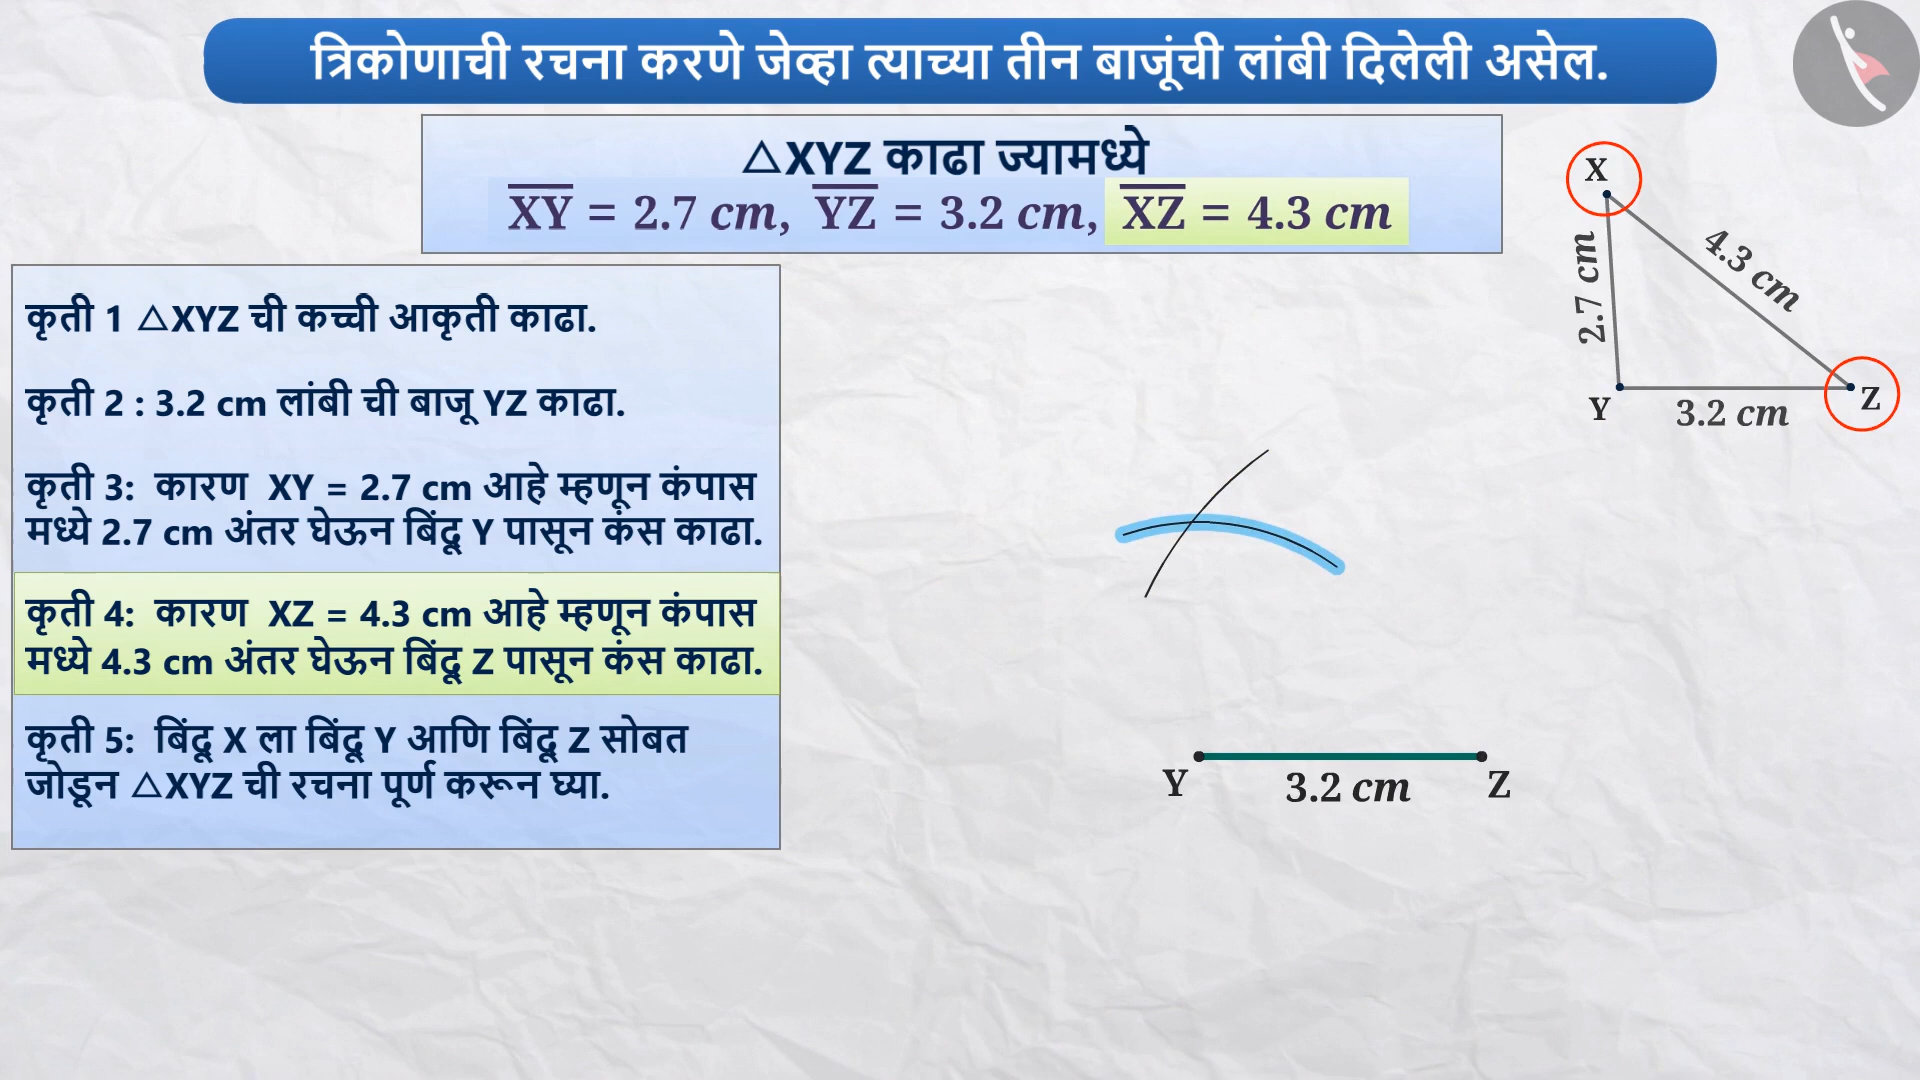 त्रिकोणाची रचना करणे जेव्हा त्याच्या तीन बाजूंची लांबी दिलेली असेल.
△XYZ काढा ज्यामध्ये
XY = 2.7 cm, YZ = 3.2 cm, XZ = 4.3 cm
कृती 1 △XYZ ची कच्ची आकृती काढा.
कृती 2 : 3.2 cm लांबी ची बाजू YZ काढा.
कृती 3: कारण XY = 2.7 cm आहे म्हणून कंपास
मध्ये 2.7 cm अंतर घेऊन बिंदू Y पासून कंस काढा.
कृती 4: कारण XZ = 4.3 cm आहे म्हणून कंपास
मध्ये 4.3 cm अंतर घेऊन बिंदू Z पासून कंस काढा.
कृती 5: बिंदू X ला बिंदू Y आणि बिंदू Z सोबत
जोडून △XYZ ची रचना पूर्ण करून घ्या.
X
4.3 cm
2.7 cm
Y
3.2 cm
Z
Y
3.2 cm
Z